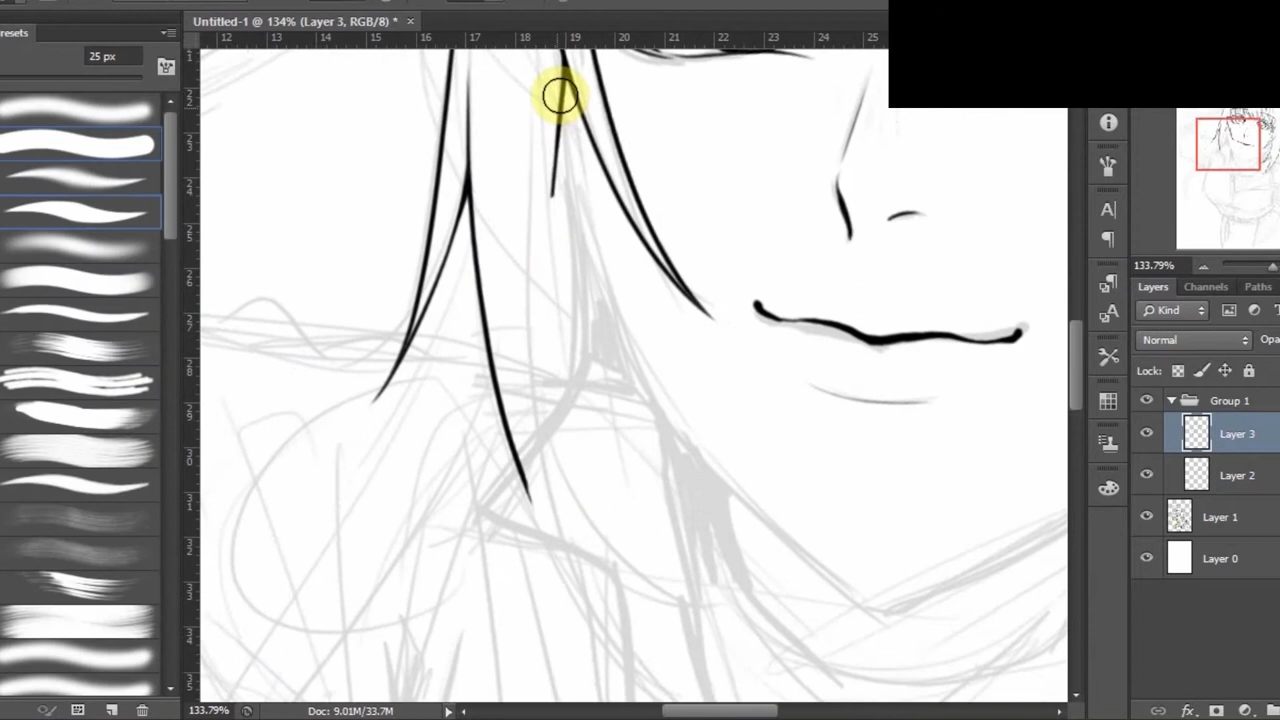 Untitled-1 @ 134% (Layer 3, RGB/8) *
resets
12 13 14 15 16 17 18 19 20 21 22 23 24 25
25 px
133.79%
Layers Channels Paths
Kind
Normal Opa
Lock:
Group 1
Layer 3
Layer 2
Layer 1
Layer 0
133.79% Doc: 9.01M/33.7M
fx